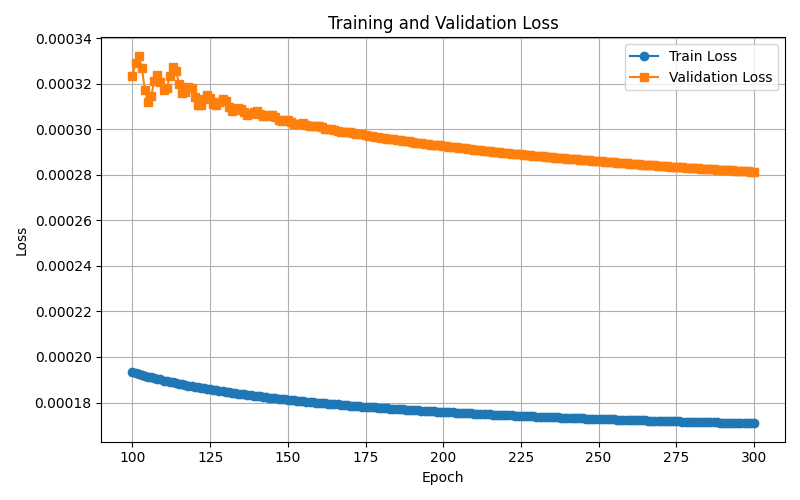 Training and Validation Loss
Train Loss
Validation Loss
Loss
0.00034
0.00032
0.00030
0.00028
0.00026
0.00024
0.00022
0.00020
0.00018
100 125 150 175 200 225 250 275 300
Epoch